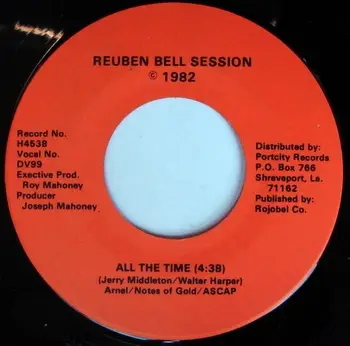 REUBEN BELL SESSION
© 1982
Record No.
H4538
Vocel No.
DV99
Exective Prod.
Roy Mahoney
Producer
Joseph Mahoney
Distributed by:
Portcity Records
P.O. Box 766
Shreveport, La.
71162
Published by:
Rojobel Co.
ALL THE TIME (4:38)
(Jerry Middleton/Walter Harper)
Arnel/Notes of Gold/ASCAP